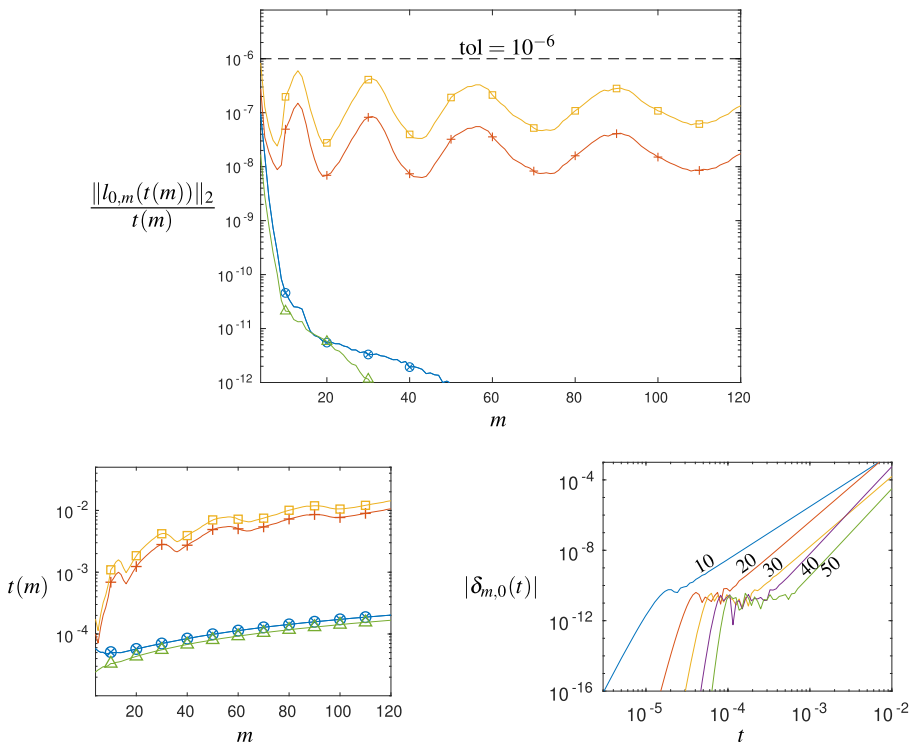 10^-6
10^-7
10^-8
10^-9
10^-10
10^-11
10^-12
tol = 10^-6
‖l_{0,m}(t(m))‖_2
t(m)
20 40 60 80 100 120
m
10^-2
10^-3
10^-4
t(m)
20 40 60 80 100 120
m
10^-4
10^-8
10^-12
10^-16
|δ_{m,0}(t)|
10 20 30 40 50
10^-5 10^-4 10^-3 10^-2
t